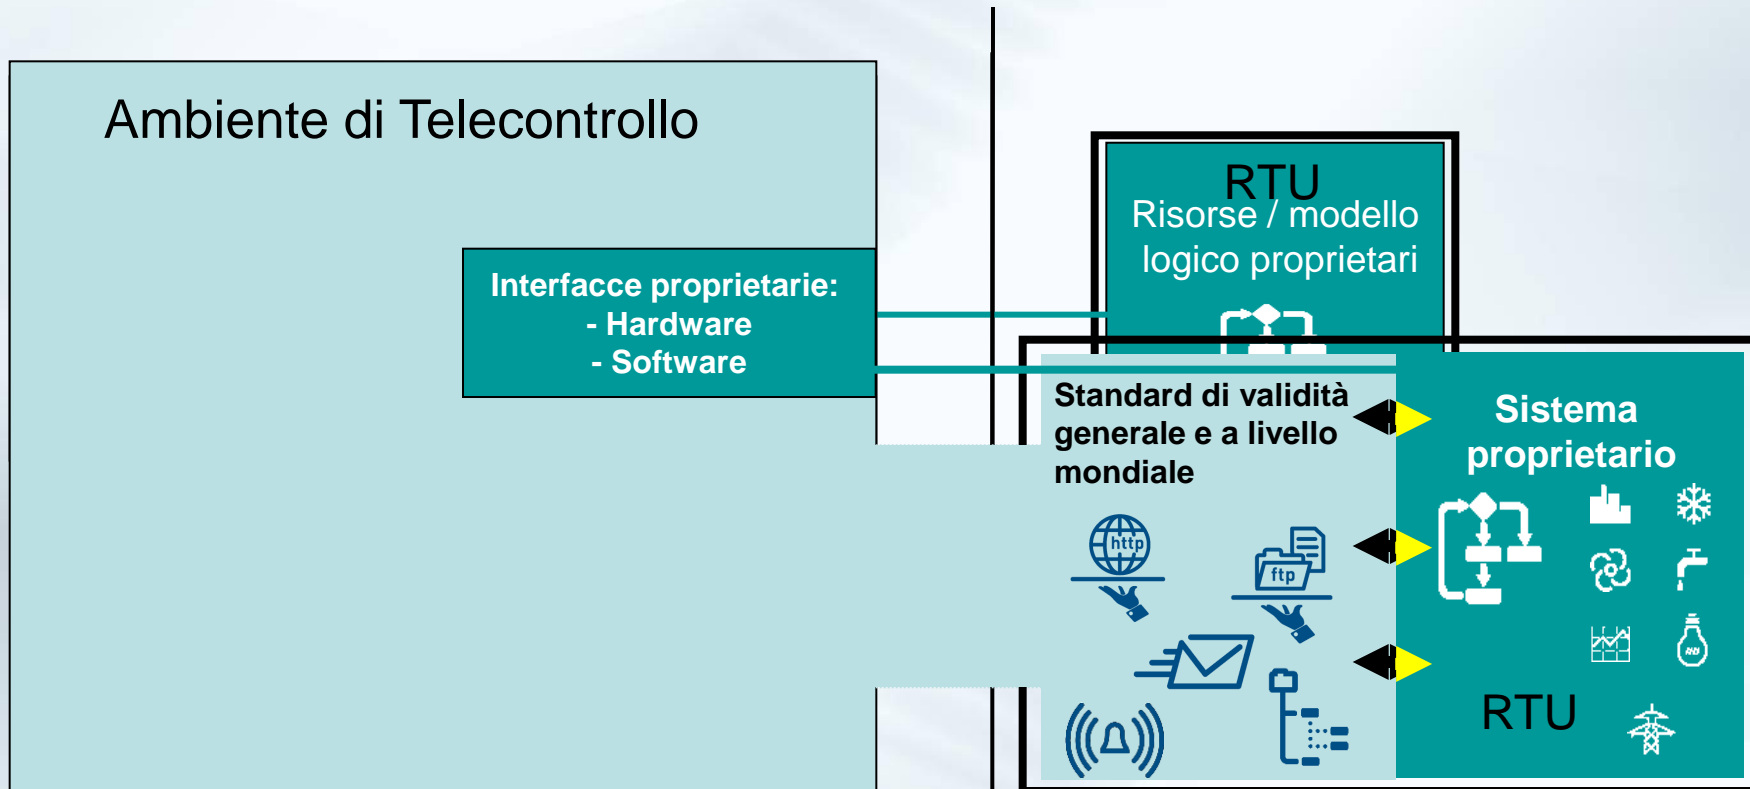 Ambiente di Telecontrollo
Interfacce proprietarie:
- Hardware
- Software
RTU
Risorse / modello
logico proprietari
Standard di validità
generale e a livello
mondiale
http
ftp
Sistema
proprietario
RTU